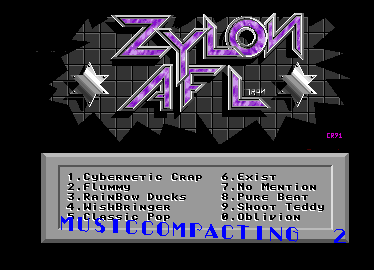 ZYLON
AFL
CP91
1.Cybernetic Crap
2.Flummy
3.RainBow Ducks
4.WishBringer
5.Classic Pop
6.Exist
7.No Mention
8.Pure Beat
9.Shoot Teddy
0.Oblivion
MUSICCOMPACTING 2